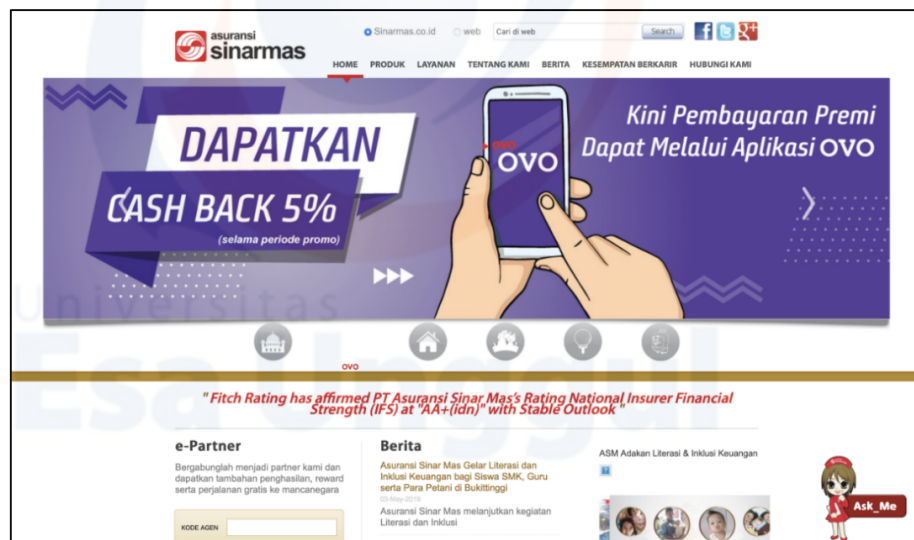 asuransi
sinarmas
Sinarmas.co.id web Cari di web Search
HOME PRODUK LAYANAN TENTANG KAMI BERITA KESEMPATAN BERKARIR HUBUNGI KAMI
DAPATKAN
CASH BACK 5%
(selama periode promo)
OVO
OVO
Kini Pembayaran Premi
Dapat Melalui Aplikasi OVO
Universitas
Esa Unggul
OVO
"Fitch Rating has affirmed PT Asuransi Sinar Mas's Rating National Insurer Financial
Strength (IFS) at "AA+(idn)" with Stable Outlook "
e-Partner
Bergabunglah menjadi partner kami dan
dapatkan tambahan penghasilan, reward
serta perjalanan gratis ke mancanegara
KODE AGEN
Berita
Asuransi Sinar Mas Gelar Literasi dan
Inklusi Keuangan bagi Siswa SMK, Guru
serta Para Petani di Bukittinggi
03-May-2019
Asuransi Sinar Mas melanjutkan kegiatan
Literasi dan Inklusi
ASM Adakan Literasi & Inklusi Keuangan
Ask_Me